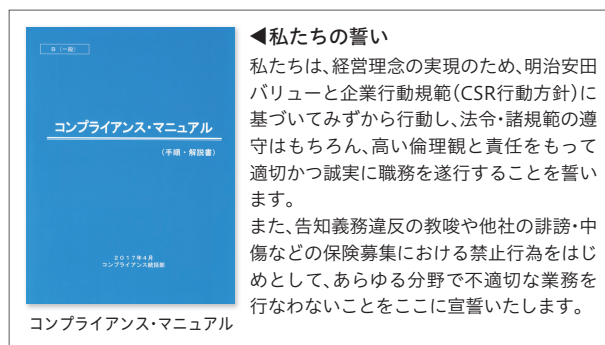 B（一般）
コンプライアンス・マニュアル
（手順・解説書）
2017年4月
コンプライアンス統括部
コンプライアンス・マニュアル
◀私たちの誓い
私たちは、経営理念の実現のため、明治安田
バリューと企業行動規範（CSR行動方針）に
基づいてみずから行動し、法令・諸規範の遵
守はもちろん、高い倫理観と責任をもって
適切かつ誠実に職務を遂行することを誓い
ます。
また、告知義務違反の教唆や他社の誹謗・中
傷などの保険募集における禁止行為をはじ
めとして、あらゆる分野で不適切な業務を
行なわないことをここに宣誓いたします。